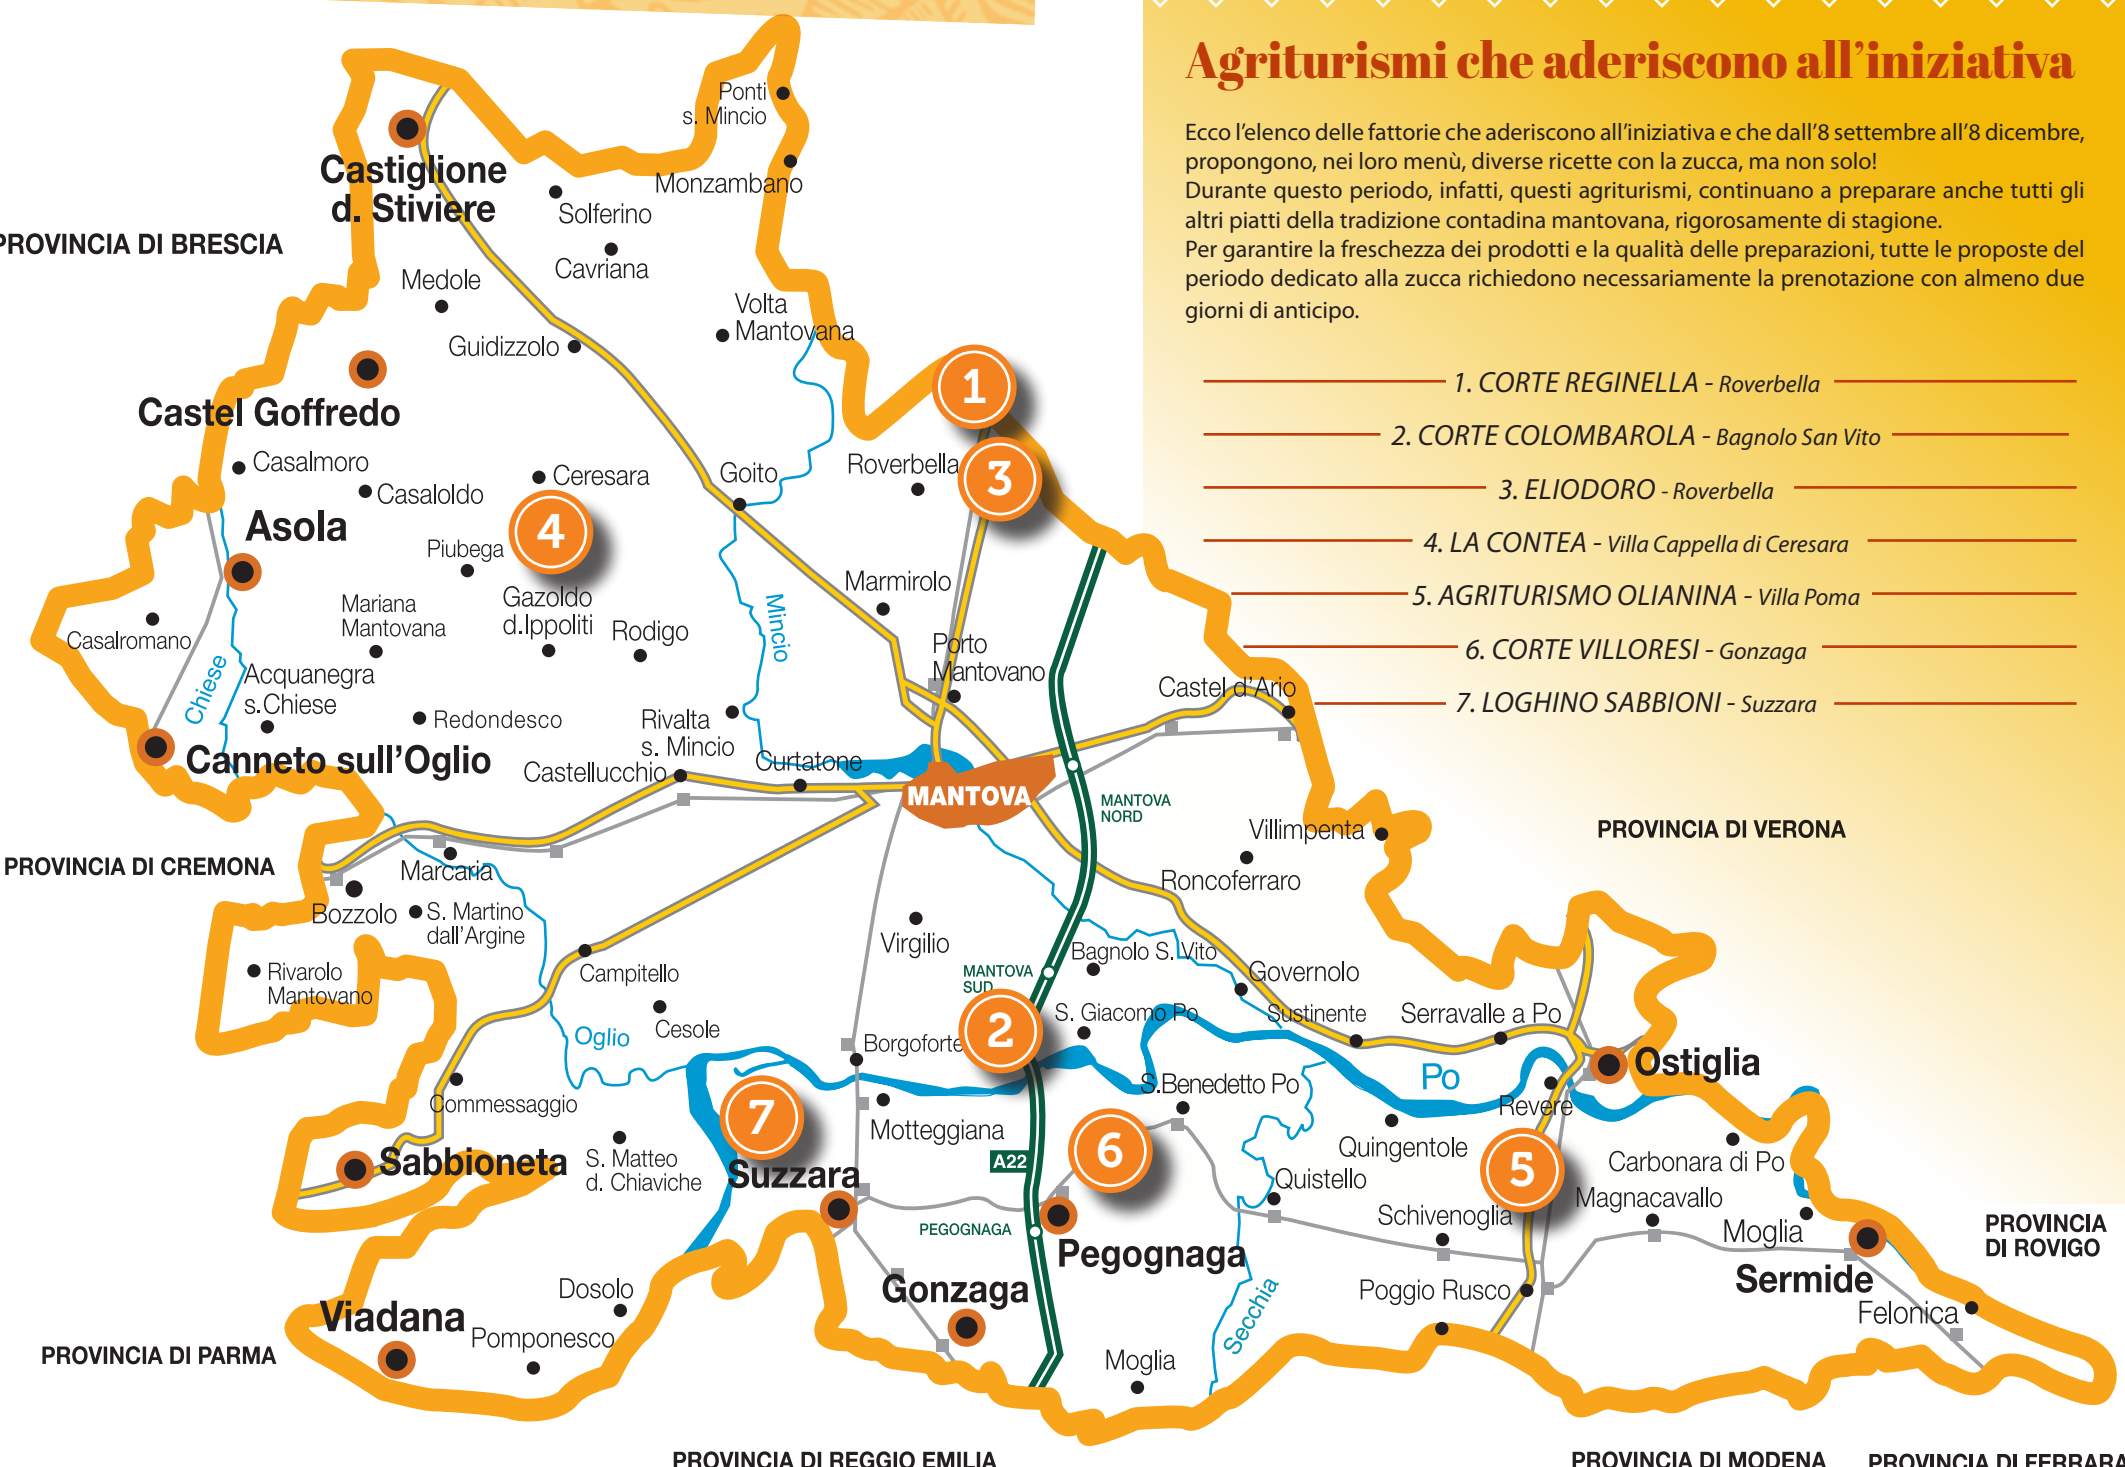 Agriturismi che aderiscono all'iniziativa
Ecco l'elenco delle fattorie che aderiscono all'iniziativa e che dall'8 settembre all'8 dicembre,
propongono, nei loro menù, diverse ricette con la zucca, ma non solo!
Durante questo periodo, infatti, questi agriturismi, continuano a preparare anche tutti gli
altri piatti della tradizione contadina mantovana, rigorosamente di stagione.
Per garantire la freschezza dei prodotti e la qualità delle preparazioni, tutte le proposte del
periodo dedicato alla zucca richiedono necessariamente la prenotazione con almeno due
giorni di anticipo.
1. CORTE REGINELLA - Roverbella
2. CORTE COLOMBAROLA - Bagnolo San Vito
3. ELIODORO - Roverbella
4. LA CONTEA - Villa Cappella di Ceresara
5. AGRITURISMO OLIANINA - Villa Poma
6. CORTE VILLORESI - Gonzaga
7. LOGHINO SABBIONI - Suzzara
Ponti
s. Mincio
Castiglione
d. Stiviere
Monzambano
Solferino
PROVINCIA DI BRESCIA
Cavriana
Medole
Volta
Mantovana
Guidizzolo
1
Castel Goffredo
Casalmoro
Casaloldo
Ceresara
Goito
Roverbella
3
Asola
4
Piubega
Marmirolo
Gazoldo
d.Ippoliti
Mariana
Mantovana
Rodigo
Mincio
Casalromano
Porto
Mantovano
Chiese
Acquanegra
s.Chiese
Castel d'Ario
Redondesco
Rivalta
s. Mincio
Canneto sull'Oglio
Castellucchio
Curtatone
MANTOVA
MANTOVA
NORD
Villimpenta
PROVINCIA DI VERONA
PROVINCIA DI CREMONA
Marcaria
Roncoferraro
Bozzolo
S. Martino
dall'Argine
Virgilio
Bagnolo S. Vito
Rivarolo
Mantovano
Campitello
MANTOVA
SUD
Governolo
Cesole
Oglio
2
S. Giacomo Po
Sustinente
Serravalle a Po
Borgoforte
Ostiglia
Po
S.Benedetto Po
Commessaggio
Revere
7
Motteggiana
Quingentole
6
A22
5
Sabbioneta
S. Matteo
d. Chiaviche
Suzzara
Quistello
Carbonara di Po
Magnacavallo
Schivenoglia
Moglia
PEGOGNAGA
Pegognaga
PROVINCIA
DI ROVIGO
Sermide
Dosolo
Gonzaga
Poggio Rusco
Secchia
Felonica
Viadana
Pomponesco
PROVINCIA DI PARMA
Moglia
PROVINCIA DI REGGIO EMILIA
PROVINCIA DI MODENA
PROVINCIA DI FERRARA